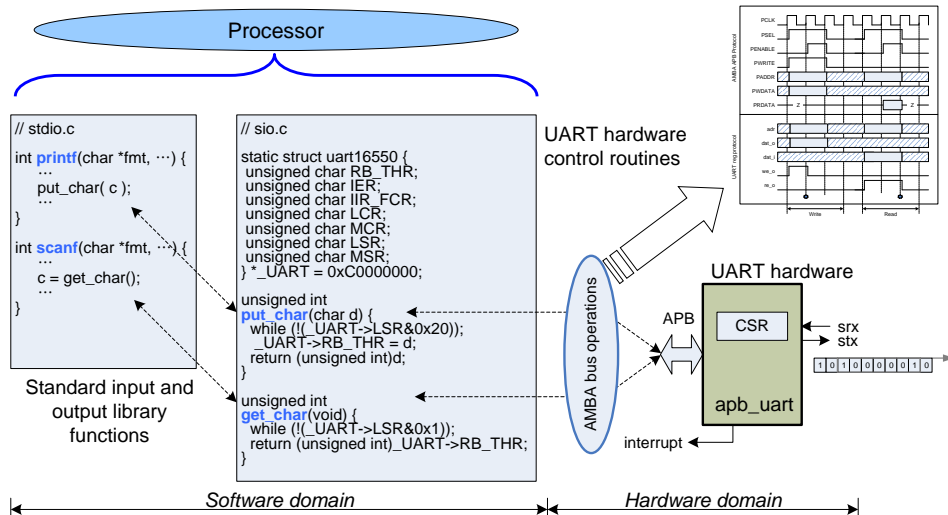 Processor
// stdio.c
int printf(char *fmt, ⋯) {
⋯
put_char( c );
⋯
}
int scanf(char *fmt, ⋯) {
⋯
c = get_char();
⋯
}
Standard input and
output library
functions
// sio.c
static struct uart16550 {
unsigned char RB_THR;
unsigned char IER;
unsigned char IIR_FCR;
unsigned char LCR;
unsigned char MCR;
unsigned char LSR;
unsigned char MSR;
} *_UART = 0xC0000000;
unsigned int
put_char(char d) {
while (!(_UART->LSR&0x20));
_UART->RB_THR = d;
return (unsigned int)d;
}
unsigned int
get_char(void) {
while (!(_UART->LSR&0x1));
return (unsigned int)_UART->RB_THR;
}
UART hardware
control routines
AMBA bus operations
AMBA APB Protocol
PCLK
PSEL
PENABLE
PWRITE
PADDR
PWDATA
PRDATA
Z
Z
UART reg protocol
adr
dat_o
dat_i
we_o
re_o
Write
Read
UART hardware
APB
CSR
srx
stx
1 0 1 0 0 0 0 0 1 0
apb_uart
interrupt
Software domain
Hardware domain